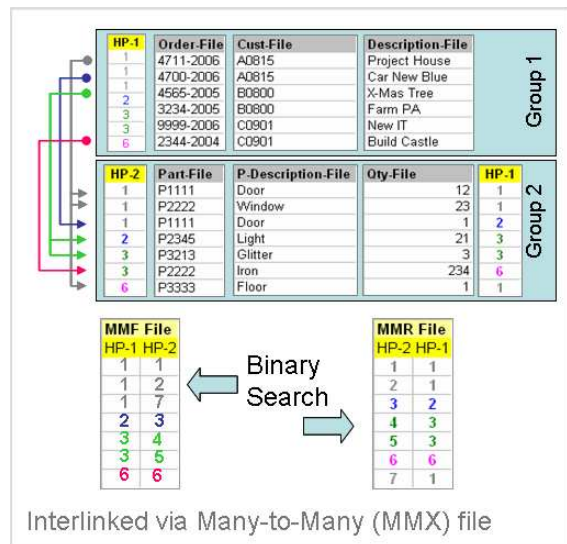 HP-1 Order-File Cust-File Description-File
1 4711-2006 A0815 Project House
1 4700-2006 A0815 Car New Blue
1 4565-2005 B0800 X-Mas Tree
2 3234-2005 B0800 Farm PA
3 9999-2006 C0901 New IT
3
6 2344-2004 C0901 Build Castle
Group 1
HP-2 Part-File P-Description-File Qty-File HP-1
1 P1111 Door 12 1
1 P2222 Window 23 1
1 P1111 Door 1 2
2 P2345 Light 21 3
3 P3213 Glitter 3 3
3 P2222 Iron 234 6
6 P3333 Floor 1 1
Group 2
MMF File
HP-1 HP-2
1 1
1 2
1 7
2 3
3 4
3 5
6 6
Binary
Search
MMR File
HP-2 HP-1
1 1
2 1
3 2
4 3
5 3
6 6
7 1
Interlinked via Many-to-Many (MMX) file